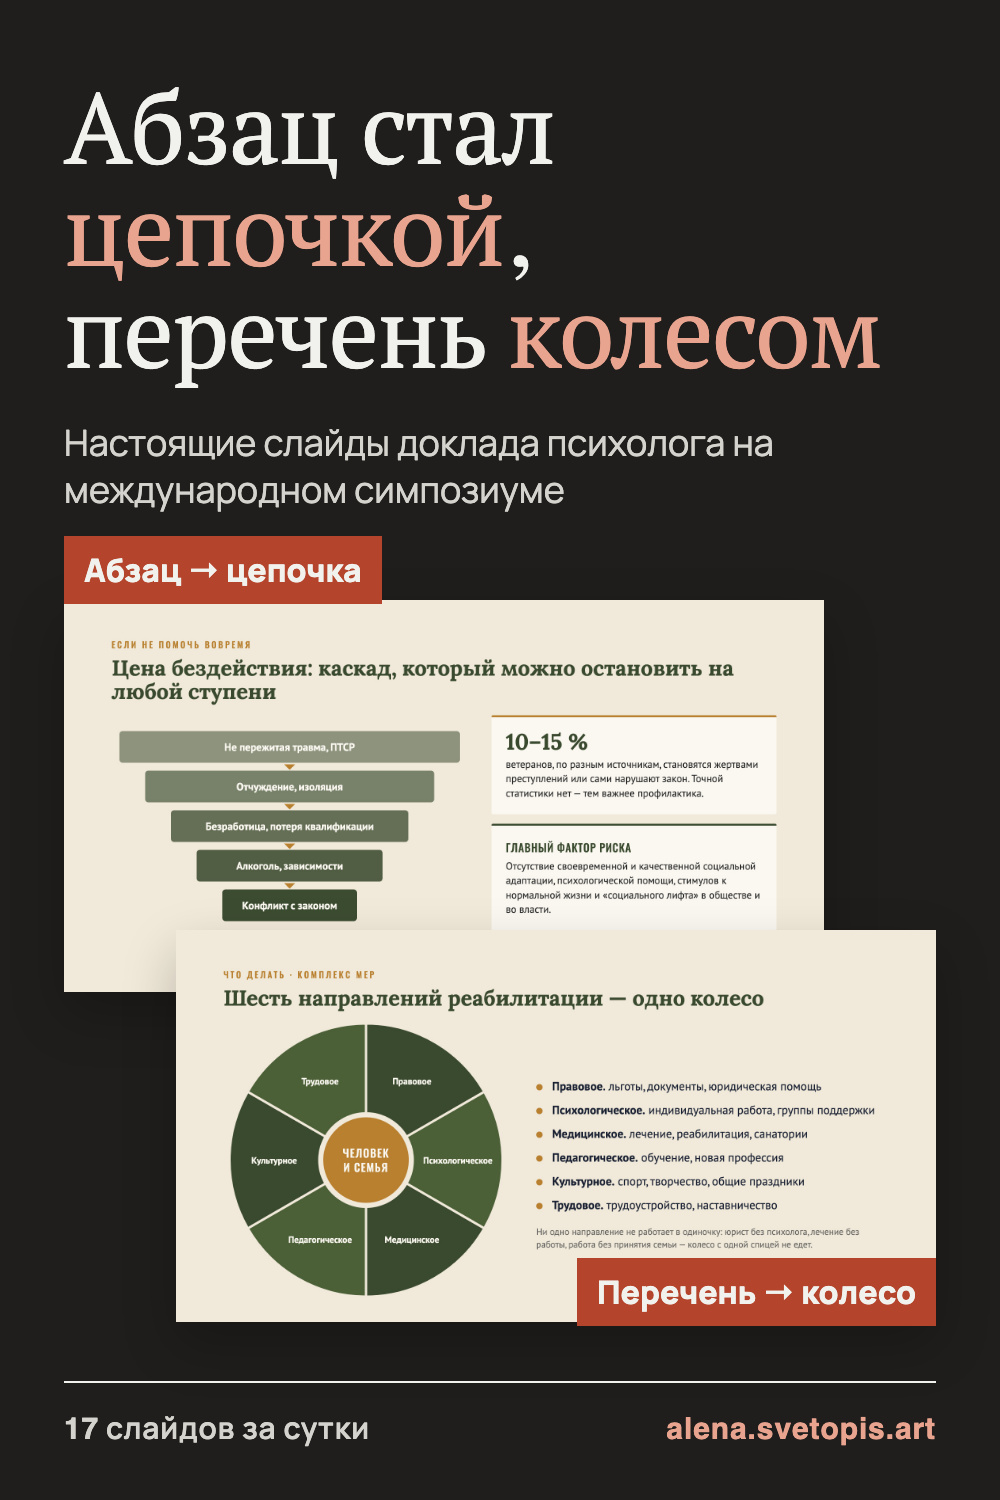 Абзац стал
цепочкой,
перечень колесом
Настоящие слайды доклада психолога на
международном симпозиуме
Абзац → цепочка
ЕСЛИ НЕ ПОМОЧЬ ВОВРЕМЯ
Цена бездействия: каскад, который можно остановить на
любой ступени
Не пережитая травма, ПТСР
Отчуждение, изоляция
Безработица, потеря квалификации
Алкоголь, зависимости
Конфликт с законом
10–15 %
ветеранов, по разным источникам, становятся жертвами
преступлений или сами нарушают закон. Точной
статистики нет — тем важнее профилактика.
ГЛАВНЫЙ ФАКТОР РИСКА
Отсутствие своевременной и качественной социальной
адаптации, психологической помощи, стимулов к
нормальной жизни и «социального лифта» в обществе и
во власти.
ЧТО ДЕЛАТЬ · КОМПЛЕКС МЕР
Шесть направлений реабилитации — одно колесо
Трудовое
Правовое
Культурное
ЧЕЛОВЕК
И СЕМЬЯ
Психологическое
Педагогическое
Медицинское
Правовое. льготы, документы, юридическая помощь
Психологическое. индивидуальная работа, группы поддержки
Медицинское. лечение, реабилитация, санатории
Педагогическое. обучение, новая профессия
Культурное. спорт, творчество, общие праздники
Трудовое. трудоустройство, наставничество
Ни одно направление не работает в одиночку: юрист без психолога, лечение без
работы, работа без принятия семьи — колесо с одной спицей не едет.
Перечень → колесо
17 слайдов за сутки
alena.svetopis.art